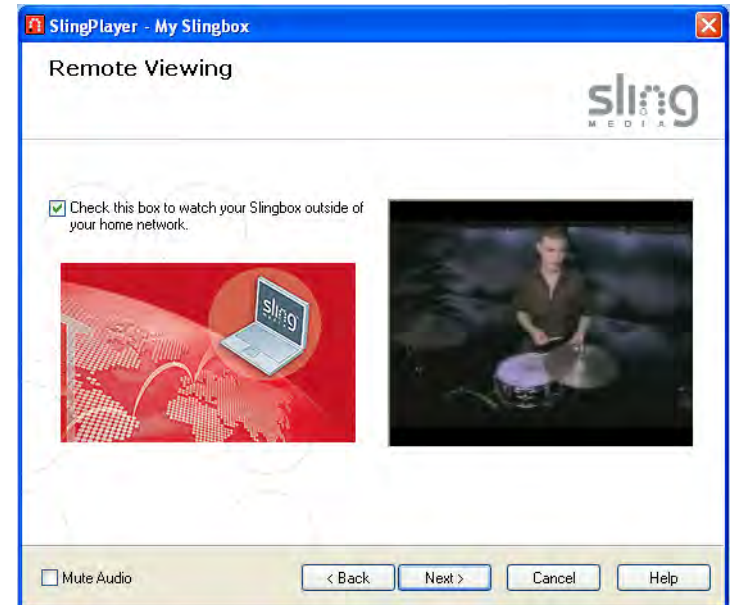 SlingPlayer - My Slingbox
Remote Viewing
sling
MEDIA
Check this box to watch your Slingbox outside of
your home network.
sling
Mute Audio
< Back
Next >
Cancel
Help